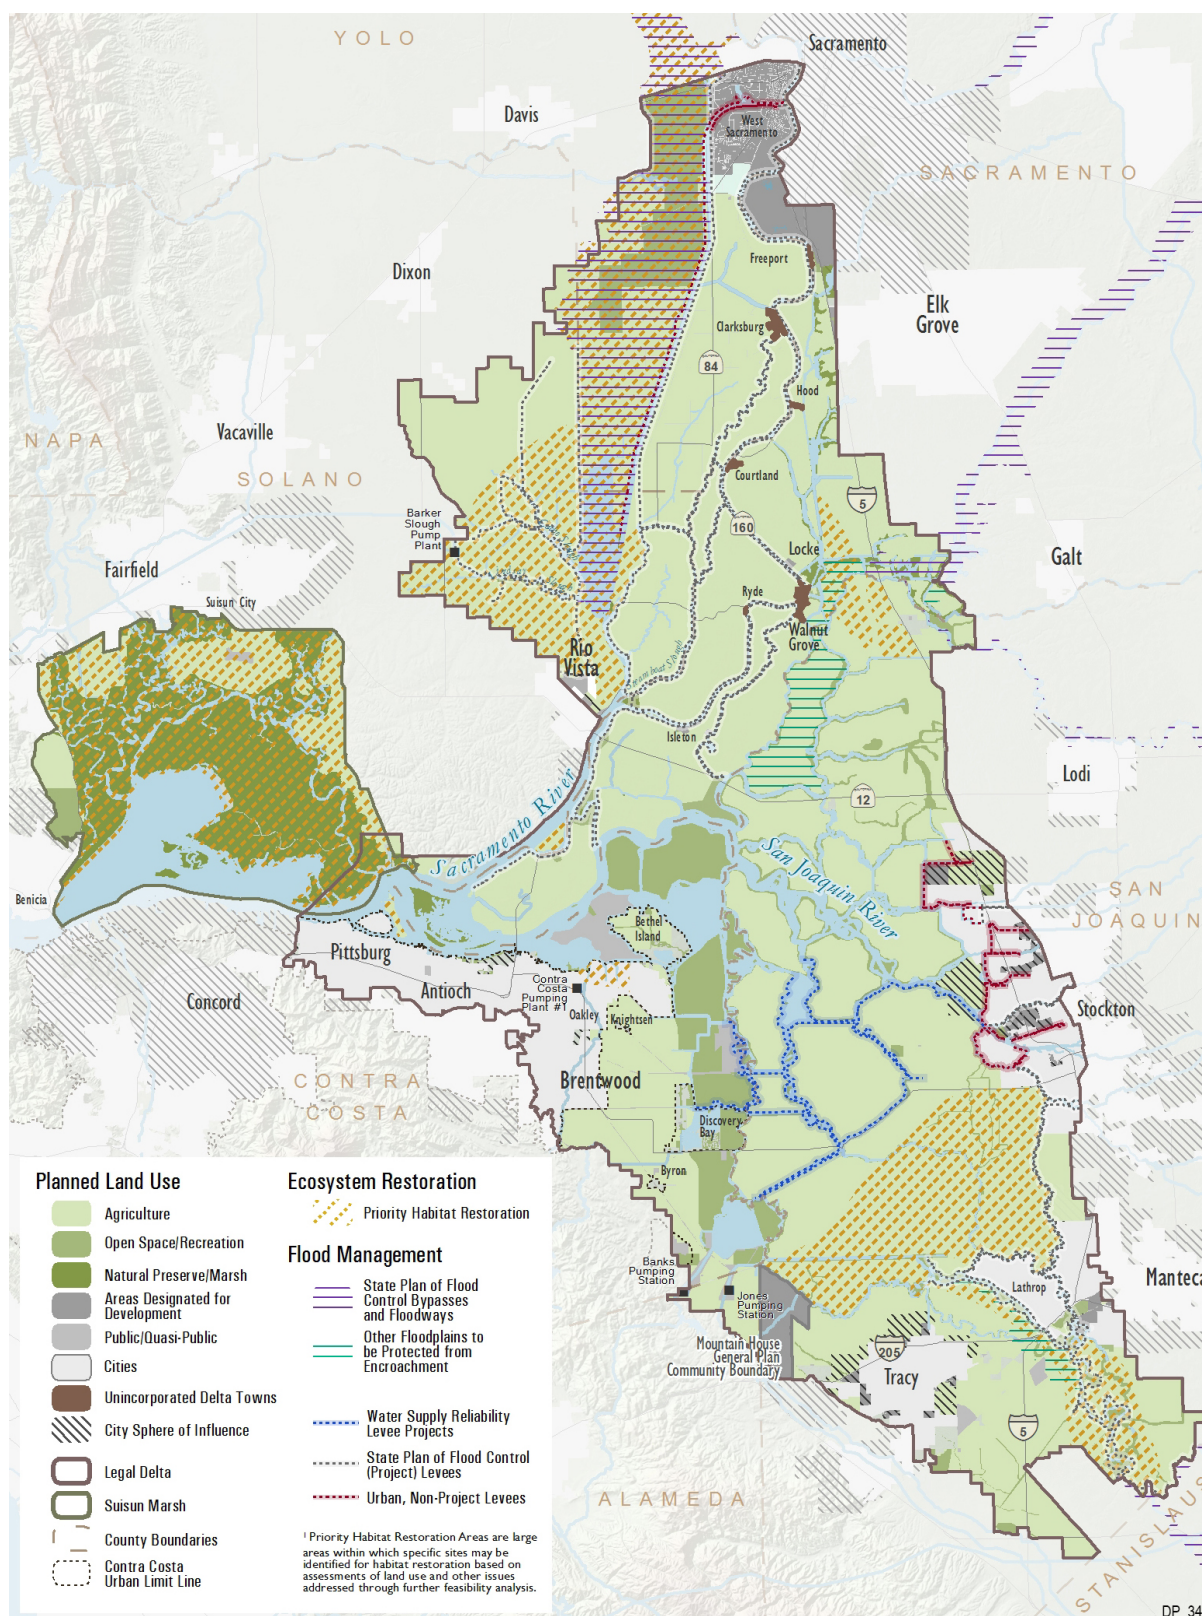 YOLO
Sacramento
Davis
West
Sacramento
SACRAMENTO
Dixon
Freeport
Elk
Grove
Clarksburg
84
Hood
NAPA
Vacaville
SOLANO
Courtland
5
Barker
Slough
Pump
Plant
160
Locke
Galt
Fairfield
Suisun City
Ryde
Walnut
Grove
Rio
Vista
Steamboat Slough
Isleton
Lodi
12
Sacramento River
San Joaquin River
SAN
JOAQUIN
Benicia
Bethel
Island
Pittsburg
Antioch
Concord
Contra
Costa
Pumping
Plant #1
Oakley
Knightsen
Stockton
CONTRA
COSTA
Brentwood
Discovery
Bay
Byron
Banks
Pumping
Station
Jones
Pumping
Station
Lathrop
Manteca
Mountain House
General Plan
Community Boundary
205
Tracy
5
ALAMEDA
STANISLAUS
Planned Land Use
Agriculture
Open Space/Recreation
Natural Preserve/Marsh
Areas Designated for
Development
Public/Quasi-Public
Cities
Unincorporated Delta Towns
City Sphere of Influence
Legal Delta
Suisun Marsh
County Boundaries
Contra Costa
Urban Limit Line
Ecosystem Restoration
Priority Habitat Restoration
Flood Management
State Plan of Flood
Control Bypasses
and Floodways
Other Floodplains to
be Protected from
Encroachment
Water Supply Reliability
Levee Projects
State Plan of Flood Control
(Project) Levees
Urban, Non-Project Levees
¹ Priority Habitat Restoration Areas are large
areas within which specific sites may be
identified for habitat restoration based on
assessments of land use and other issues
addressed through further feasibility analysis.
DP_34